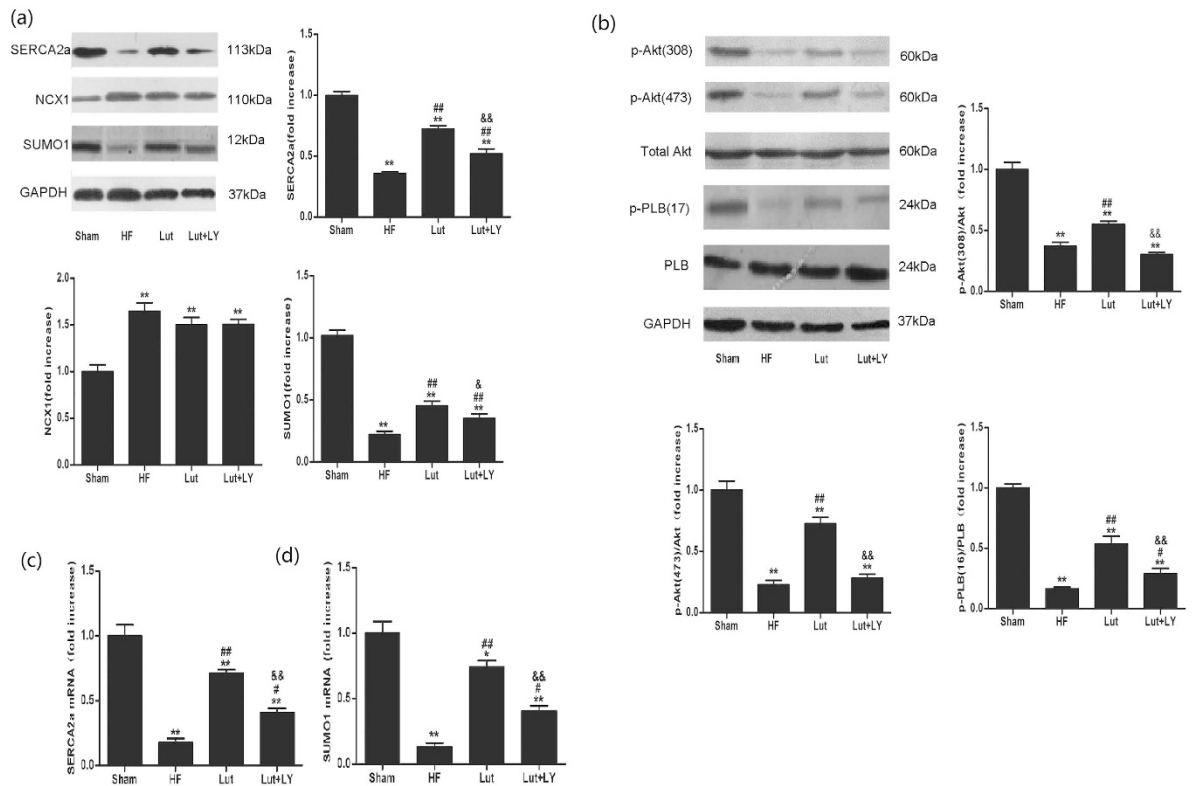 (a)
SERCA2a 113kDa
NCX1 110kDa
SUMO1 12kDa
GAPDH 37kDa
Sham HF Lut Lut+LY
SERCA2a(fold increase)
1.5
1.0
0.5
0.0
**
##
**
&&
##
**
Sham HF Lut Lut+LY
NCX1(fold increase)
2.0
1.5
1.0
0.5
0.0
** ** **
Sham HF Lut Lut+LY
SUMO1(fold increase)
1.5
1.0
0.5
0.0
**
##
**
&
##
**
Sham HF Lut Lut+LY
(b)
p-Akt(308) 60kDa
p-Akt(473) 60kDa
Total Akt 60kDa
p-PLB(17) 24kDa
PLB 24kDa
GAPDH 37kDa
Sham HF Lut Lut+LY
p-Akt(308)/Akt (fold increase)
1.5
1.0
0.5
0.0
**
##
**
&&
**
Sham HF Lut Lut+LY
p-Akt(473)/Akt (fold increase)
1.5
1.0
0.5
0.0
**
##
**
&&
**
Sham HF Lut Lut+LY
p-PLB(16)/PLB (fold increase)
1.5
1.0
0.5
0.0
**
##
**
&&
#
**
Sham HF Lut Lut+LY
(c)
SERCA2a mRNA (fold increase)
1.5
1.0
0.5
0.0
**
##
**
&&
#
**
Sham HF Lut Lut+LY
(d)
SUMO1 mRNA (fold increase)
1.5
1.0
0.5
0.0
**
##
*
&&
#
**
Sham HF Lut Lut+LY